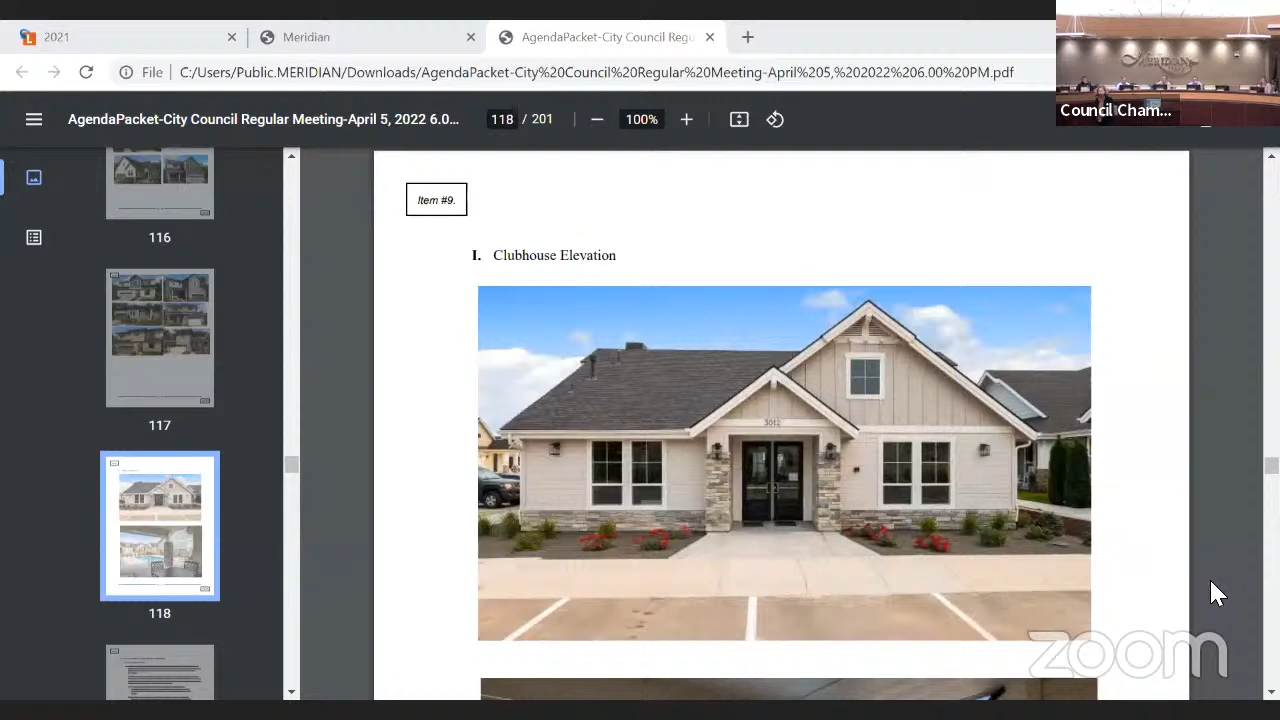 2021
Meridian
AgendaPacket-City Council Regu
File
C:/Users/Public.MERIDIAN/Downloads/AgendaPacket-City%20Council%20Regular%20Meeting-April%205,%202022%206.00%20PM.pdf
Council Cham...
AgendaPacket-City Council Regular Meeting-April 5, 2022 6.0...
118 / 201
100%
116
117
118
Item #9.
I. Clubhouse Elevation
3012
zoom